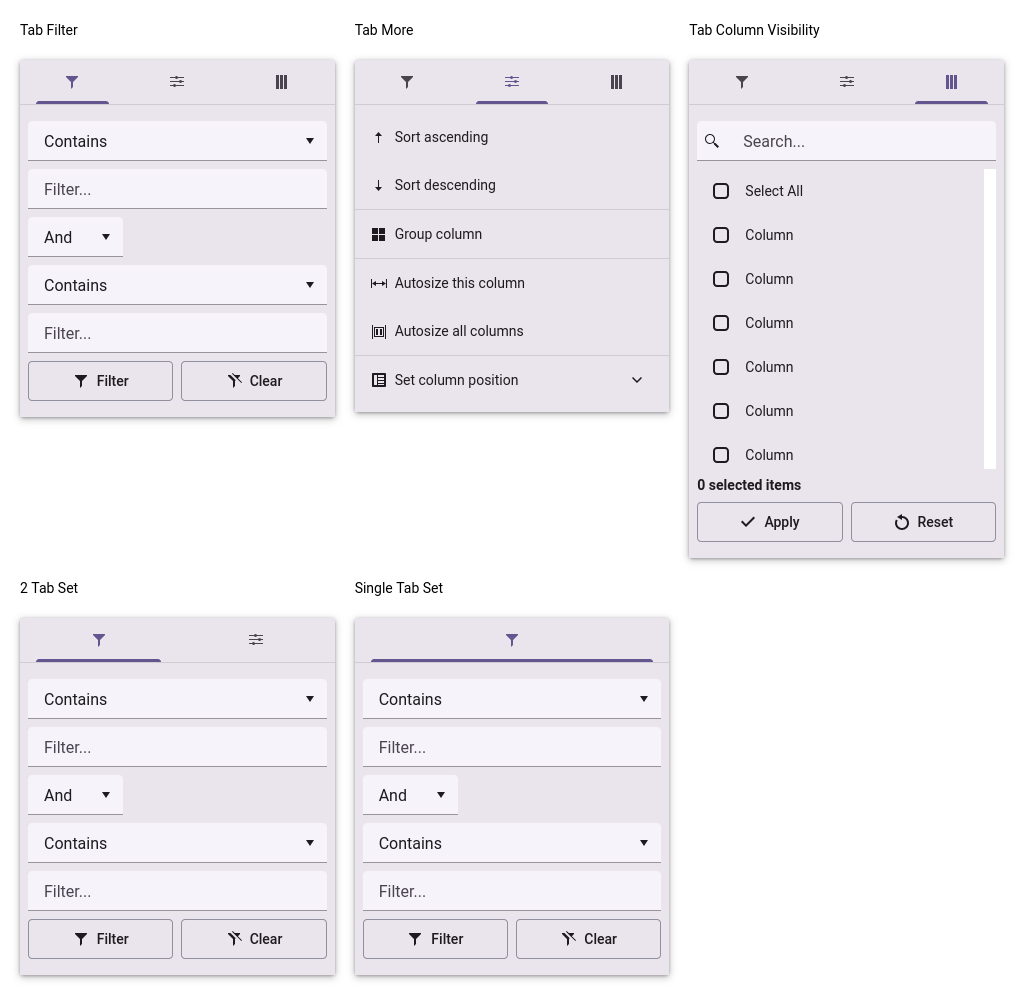 Tab Filter
Contains
Filter...
And
Contains
Filter...
Filter Clear
Tab More
Sort ascending
Sort descending
Group column
Autosize this column
Autosize all columns
Set column position
Tab Column Visibility
Search...
Select All
Column
Column
Column
Column
Column
Column
0 selected items
Apply Reset
2 Tab Set
Contains
Filter...
And
Contains
Filter...
Filter Clear
Single Tab Set
Contains
Filter...
And
Contains
Filter...
Filter Clear